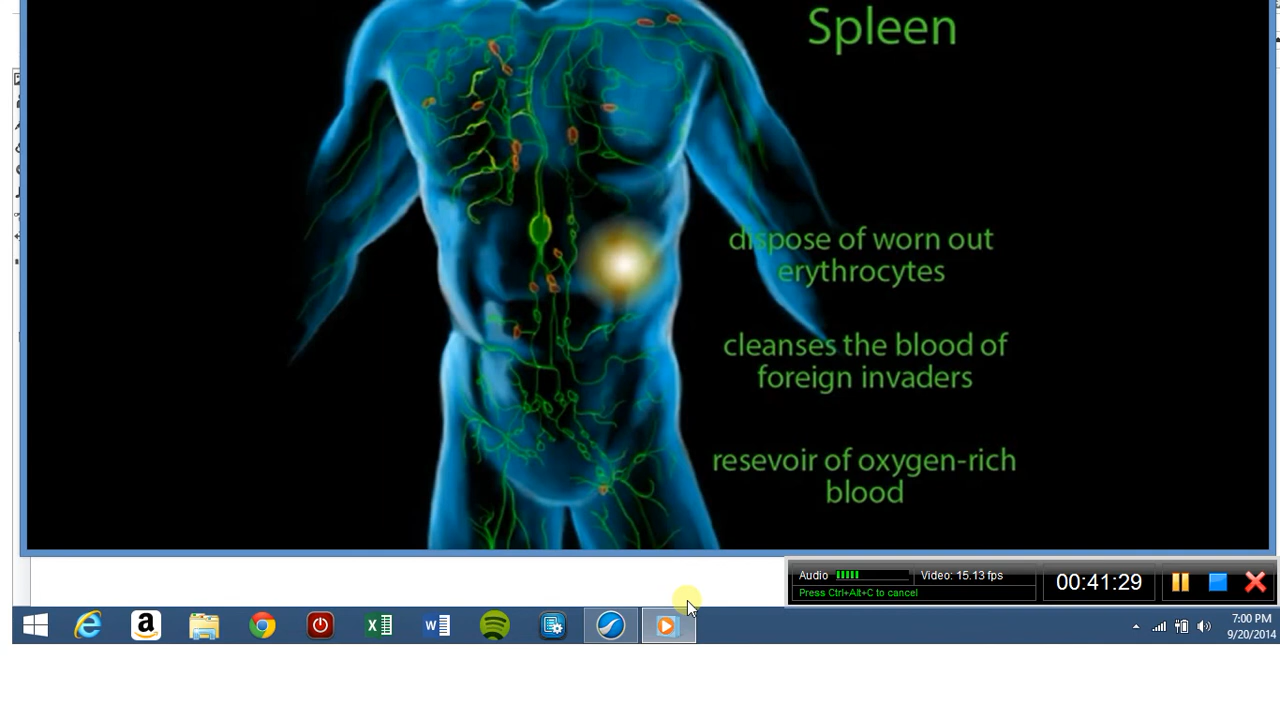 Spleen
dispose of worn out
erythrocytes
cleanses the blood of
foreign invaders
resevoir of oxygen-rich
blood
Audio
Video: 15.13 fps
Press Ctrl+Alt+C to cancel
00:41:29
7:00 PM
9/20/2014